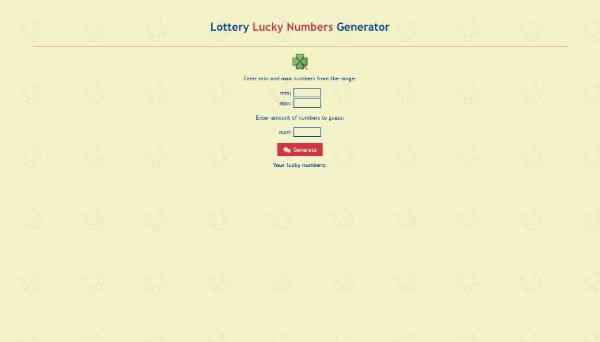 Lottery Lucky Numbers Generator
Enter min and max numbers from the range:
min:
max:
Enter amount of numbers to guess:
num:
Generate
Your lucky numbers: